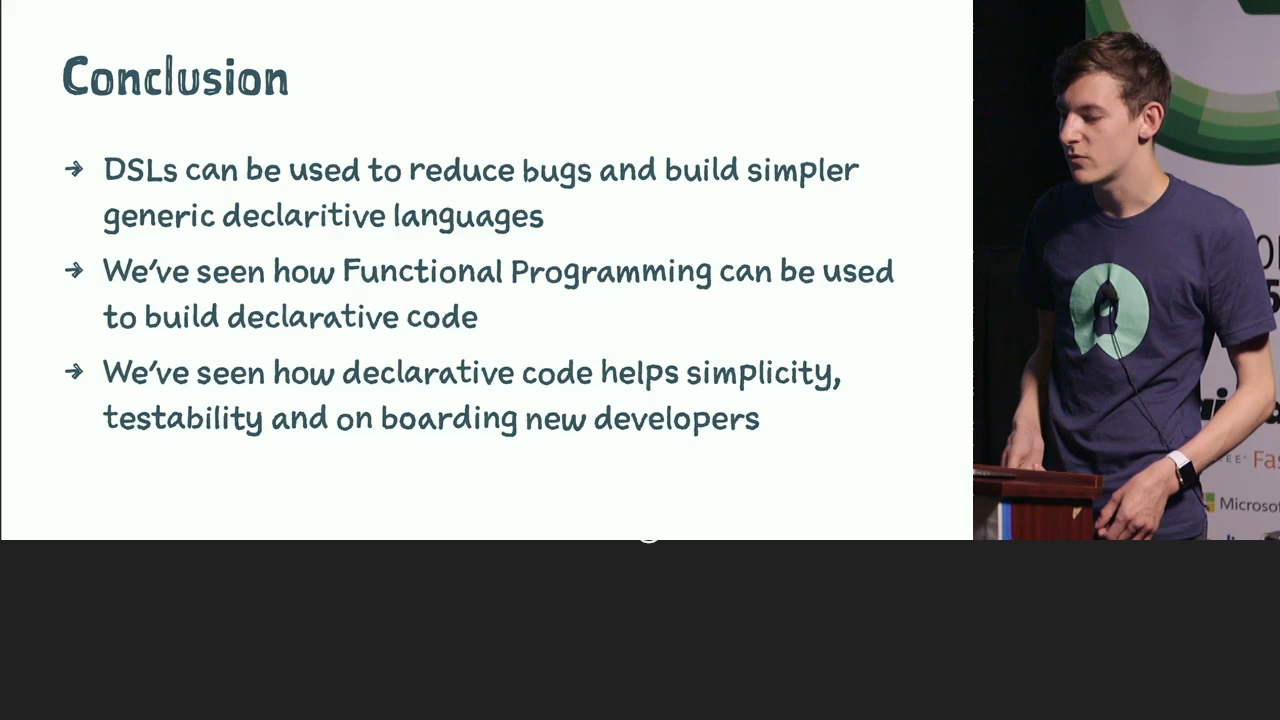 Conclusion
→ DSLs can be used to reduce bugs and build simpler
generic declaritive languages
→ We've seen how Functional Programming can be used
to build declarative code
→ We've seen how declarative code helps simplicity,
testability and on boarding new developers
Microsof